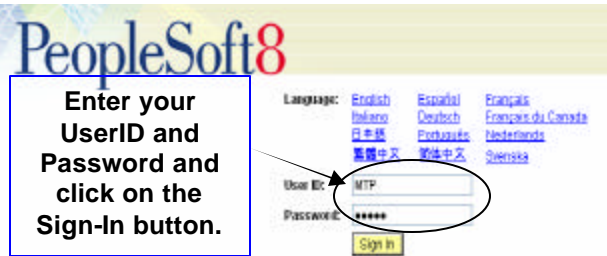 PeopleSoft8
Enter your
UserID and
Password and
click on the
Sign-In button.
Language: English Español Français
Italiano Deutsch Français du Canada
日本語 Português Nederlands
繁體中文 简体中文 Svenska
User ID: MTP
Password: •••••
Sign In